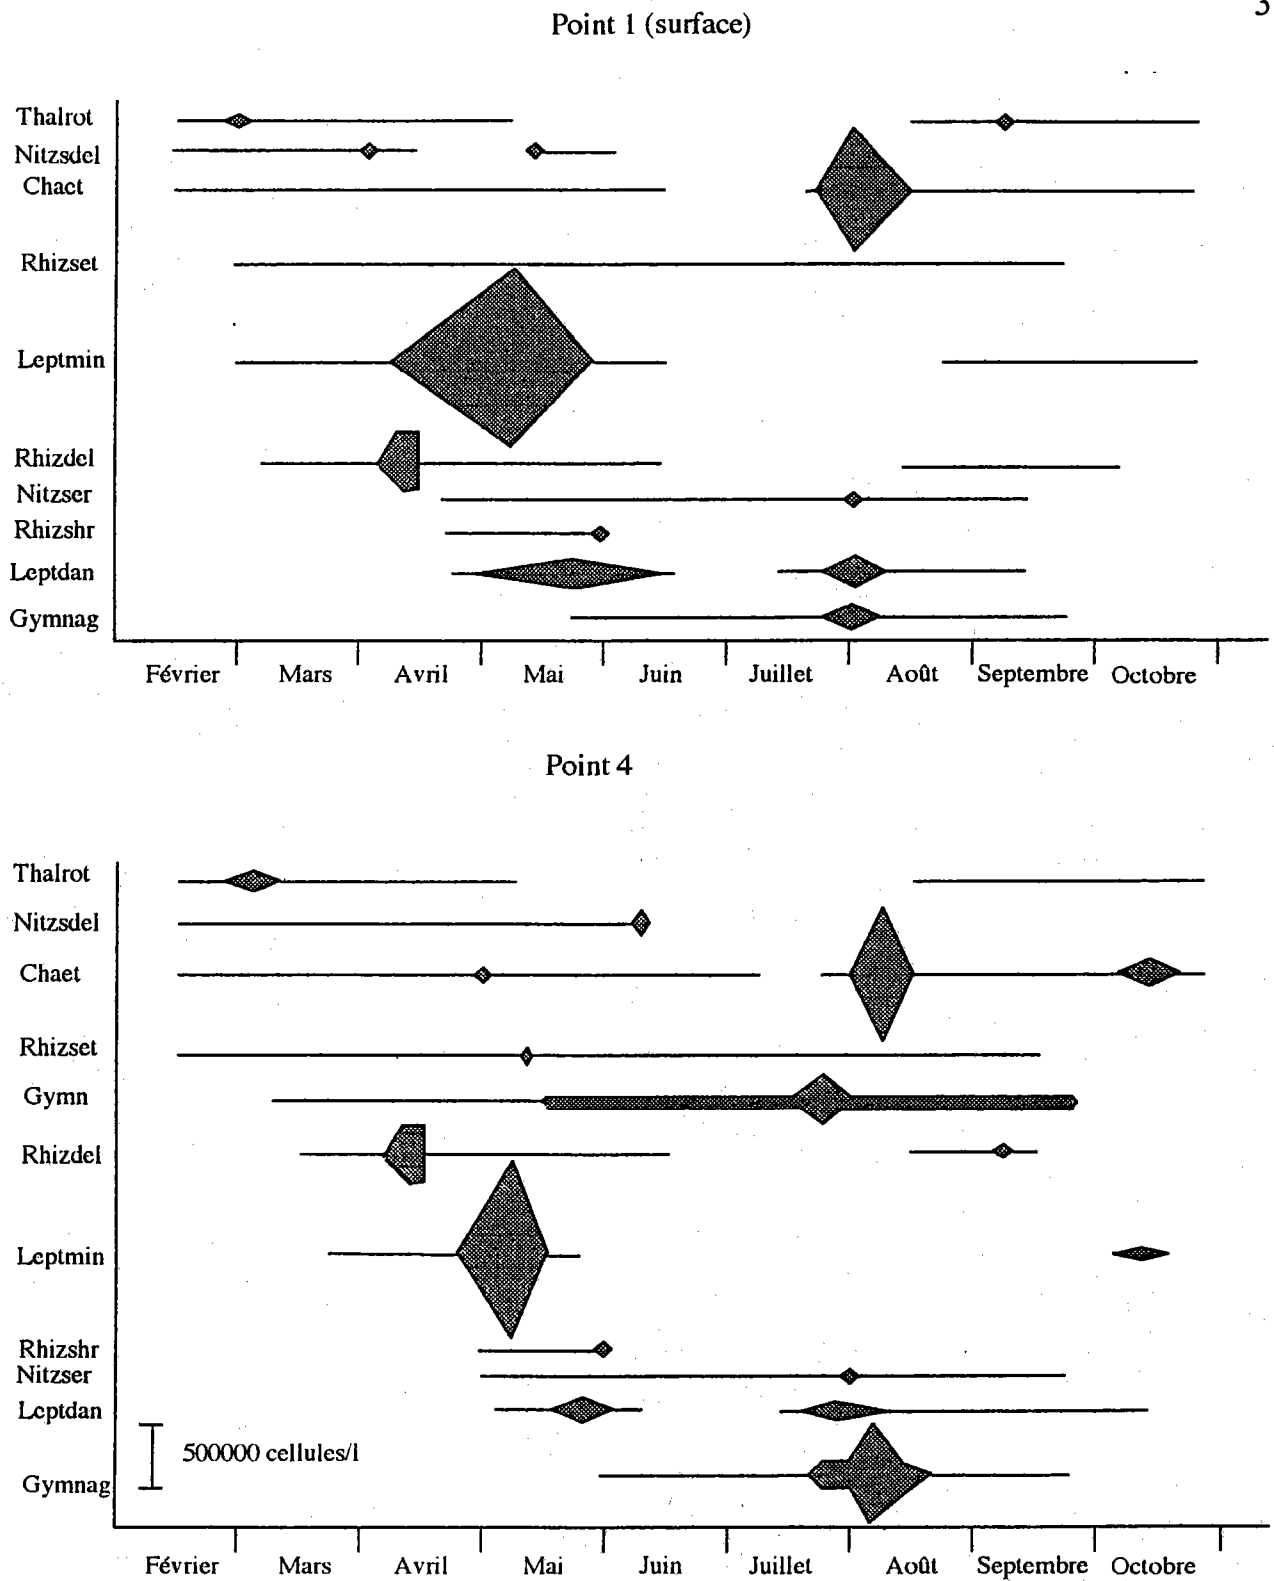 3
Point 1 (surface)
Thalrot
Nitzsdel
Chaet
Rhizset
Leptmin
Rhizdel
Nitzser
Rhizshr
Leptdan
Gymnag
Février Mars Avril Mai Juin Juillet Août Septembre Octobre
Point 4
Thalrot
Nitzsdel
Chaet
Rhizset
Gymn
Rhizdel
Leptmin
Rhizshr
Nitzser
Leptdan
500000 cellules/l
Gymnag
Février Mars Avril Mai Juin Juillet Août Septembre Octobre